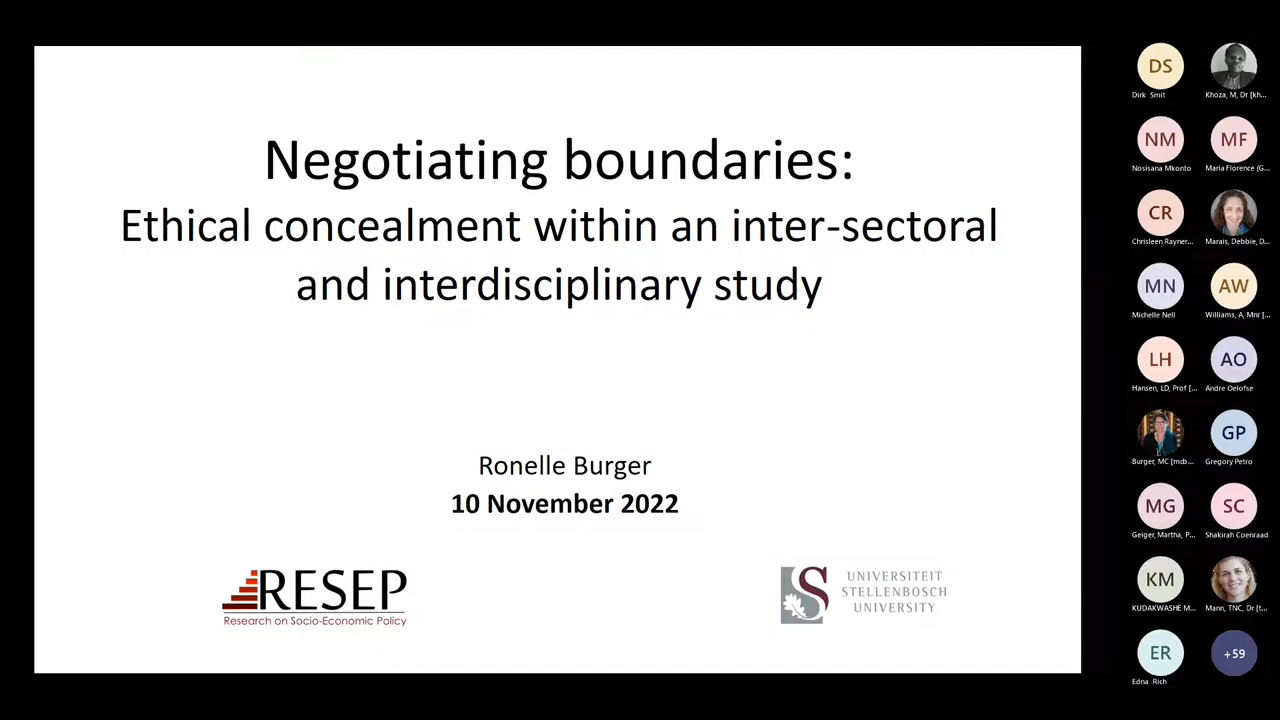 Negotiating boundaries:
Ethical concealment within an inter-sectoral
and interdisciplinary study
Ronelle Burger
10 November 2022
RESEP
Research on Socio-Economic Policy
S
UNIVERSITEIT
STELLENBOSCH
UNIVERSITY
DS
Dirk Smit
Khoza, M, Dr [kh...
NM
Nosisana Mkonto
MF
Maria Florence (G...
CR
Chrisleen Rayner...
Marais, Debbie, D...
MN
Michelle Nell
AW
Williams, A, Mnr [...
LH
Hansen, LD, Prof [...
AO
Andre Oelofse
Burger, MC [mcb...
GP
Gregory Petro
MG
Geiger, Martha, P...
SC
Shakirah Coenraad
KM
KUDAKWASHE M...
Mann, TNC, Dr [t...
ER
Edna Rich
+59